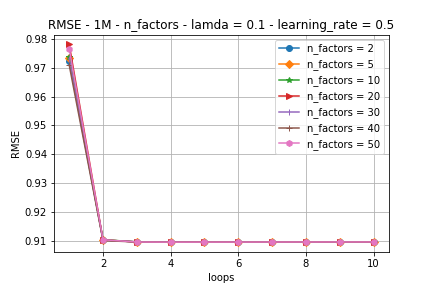 RMSE - 1M - n_factors - lamda = 0.1 - learning_rate = 0.5
0.98
0.97
0.96
0.95
0.94
0.93
0.92
0.91
RMSE
n_factors = 2
n_factors = 5
n_factors = 10
n_factors = 20
n_factors = 30
n_factors = 40
n_factors = 50
2 4 6 8 10
loops